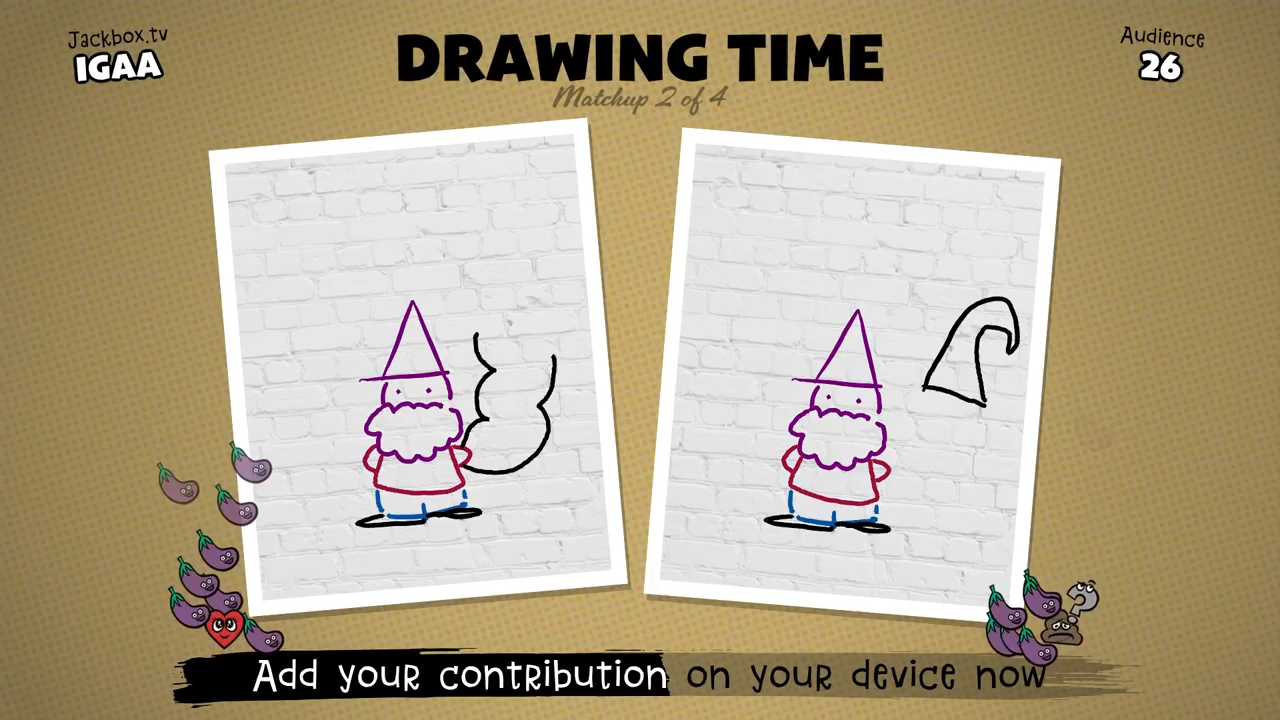 Jackbox.tv
IGAA
DRAWING TIME
Matchup 2 of 4
Audience
26
Add your contribution on your device now